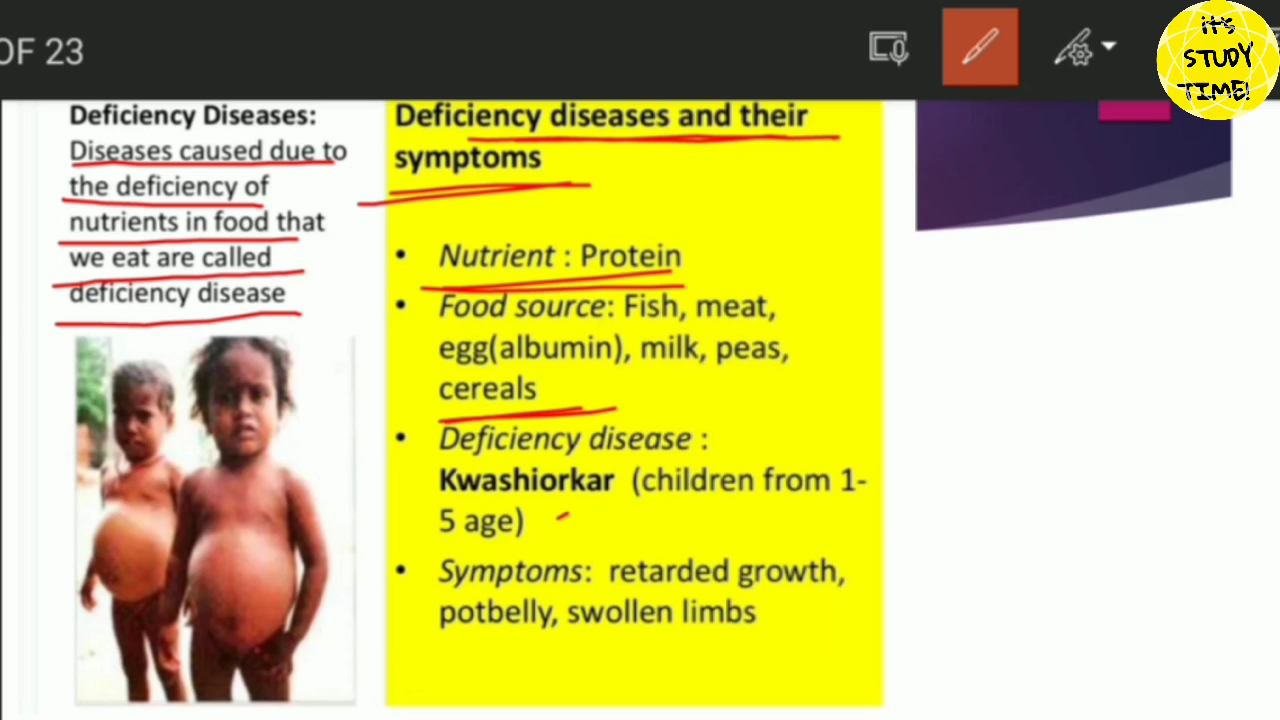 OF 23
it's
STUDY
TIME!
Deficiency Diseases:
Diseases caused due to
the deficiency of
nutrients in food that
we eat are called
deficiency disease
Deficiency diseases and their
symptoms
• Nutrient : Protein
• Food source: Fish, meat,
egg(albumin), milk, peas,
cereals
• Deficiency disease :
Kwashiorkar (children from 1-
5 age)
• Symptoms: retarded growth,
potbelly, swollen limbs